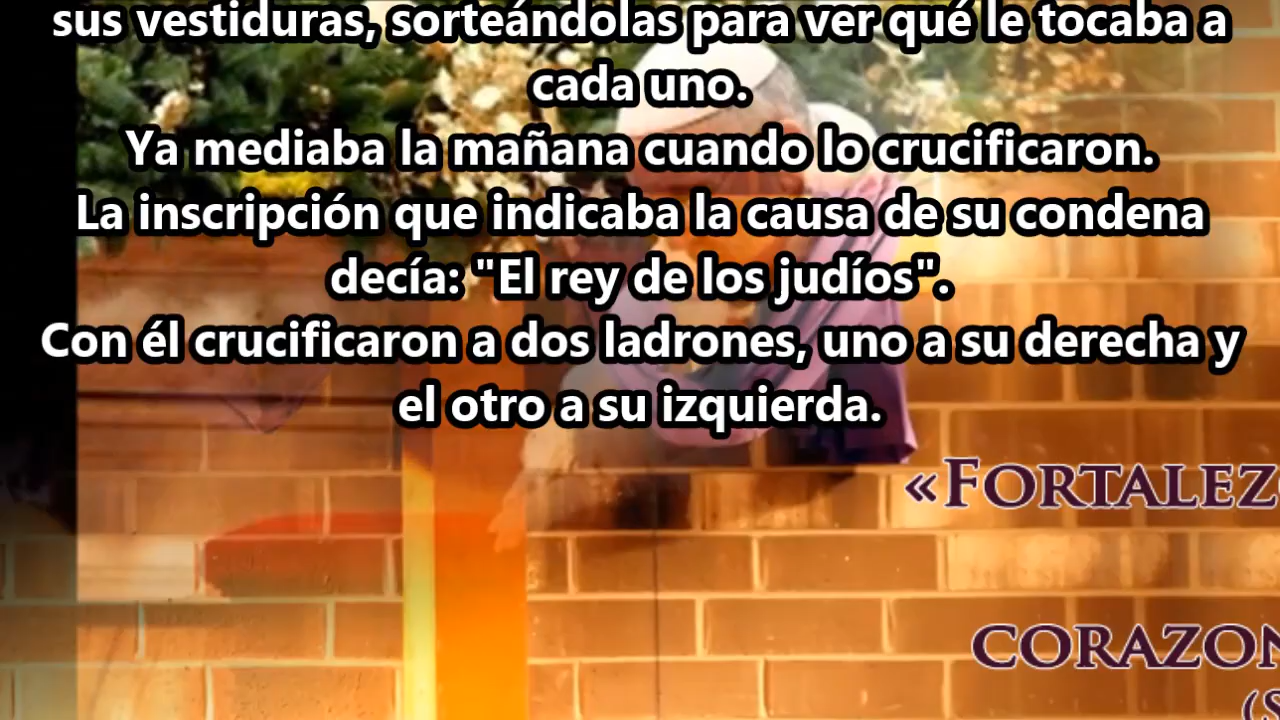 sus vestiduras, sorteándolas para ver qué le tocaba a
cada uno.
Ya mediaba la mañana cuando lo crucificaron.
La inscripción que indicaba la causa de su condena
decía: "El rey de los judíos".
Con él crucificaron a dos ladrones, uno a su derecha y
el otro a su izquierda.
«Fortalez
CORAZON
(S